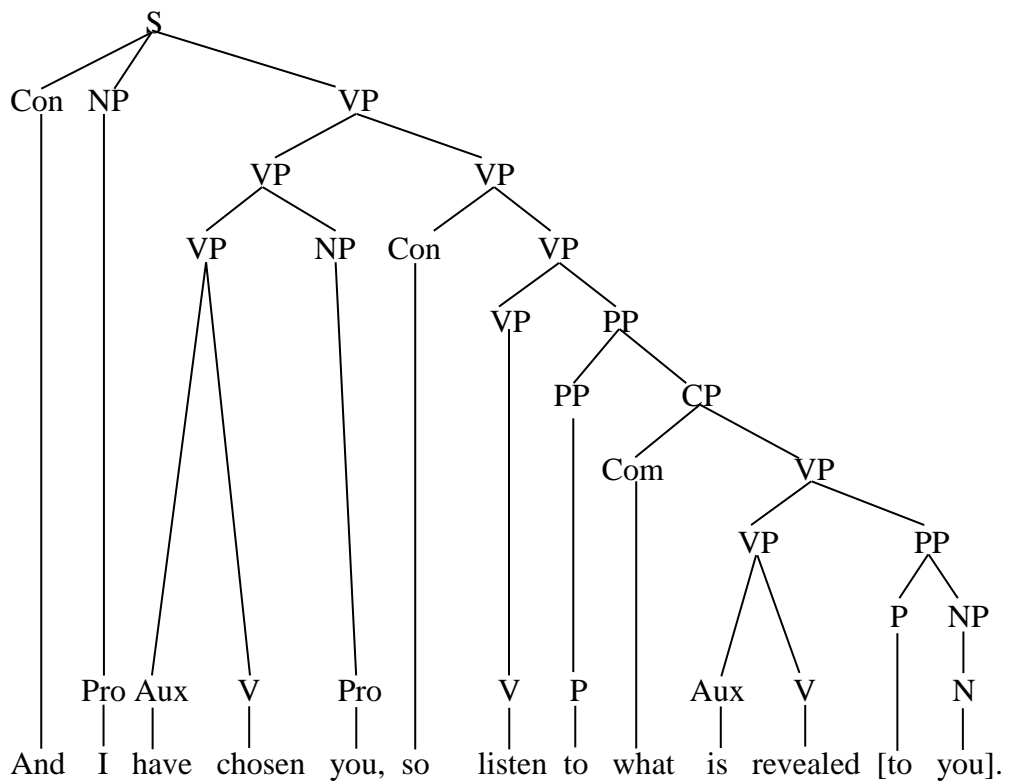 S
Con NP VP
VP VP
VP NP Con VP
VP PP
PP CP
Com VP
VP PP
P NP
Pro Aux V Pro V P Aux V N
And I have chosen you, so listen to what is revealed [to you].